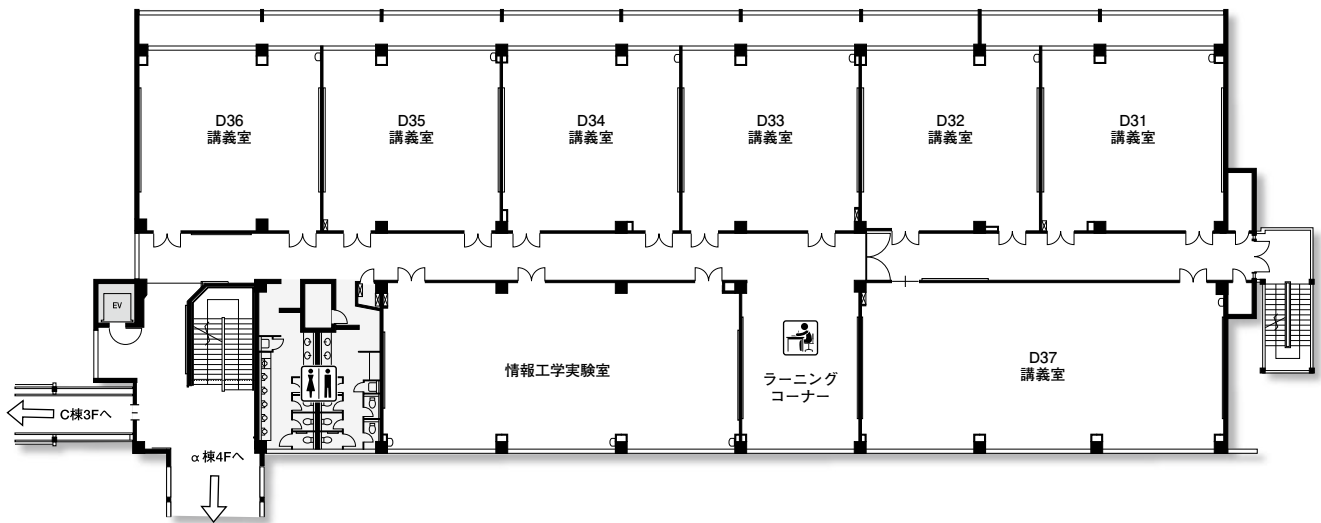 D36
講義室
D35
講義室
D34
講義室
D33
講義室
D32
講義室
D31
講義室
EV
情報工学実験室
ラーニング
コーナー
D37
講義室
C棟3Fへ
α棟4Fへ